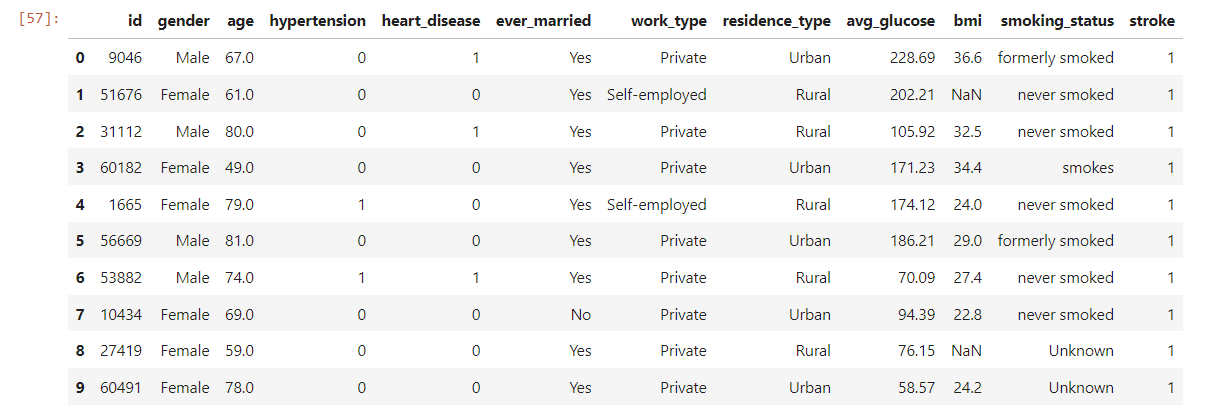 [57]: id gender age hypertension heart_disease ever_married work_type residence_type avg_glucose bmi smoking_status stroke
0 9046 Male 67.0 0 1 Yes Private Urban 228.69 36.6 formerly smoked 1
1 51676 Female 61.0 0 0 Yes Self-employed Rural 202.21 NaN never smoked 1
2 31112 Male 80.0 0 1 Yes Private Rural 105.92 32.5 never smoked 1
3 60182 Female 49.0 0 0 Yes Private Urban 171.23 34.4 smokes 1
4 1665 Female 79.0 1 0 Yes Self-employed Rural 174.12 24.0 never smoked 1
5 56669 Male 81.0 0 0 Yes Private Urban 186.21 29.0 formerly smoked 1
6 53882 Male 74.0 1 1 Yes Private Rural 70.09 27.4 never smoked 1
7 10434 Female 69.0 0 0 No Private Urban 94.39 22.8 never smoked 1
8 27419 Female 59.0 0 0 Yes Private Rural 76.15 NaN Unknown 1
9 60491 Female 78.0 0 0 Yes Private Urban 58.57 24.2 Unknown 1